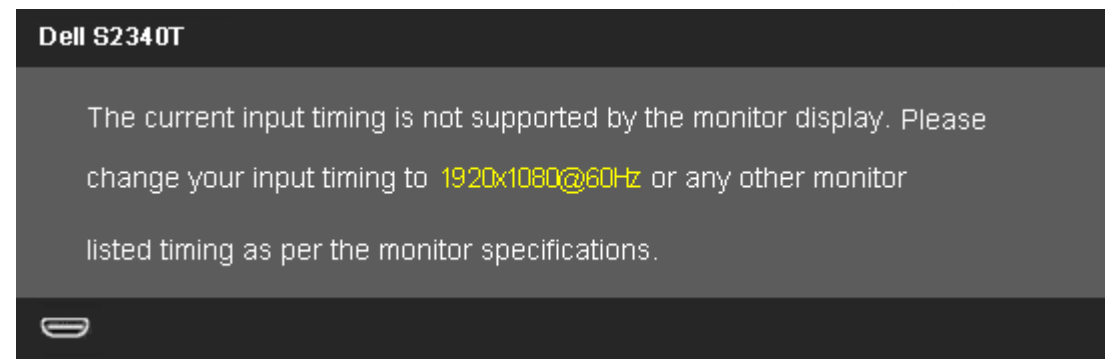 Dell S2340T
The current input timing is not supported by the monitor display. Please
change your input timing to 1920x1080@60Hz or any other monitor
listed timing as per the monitor specifications.